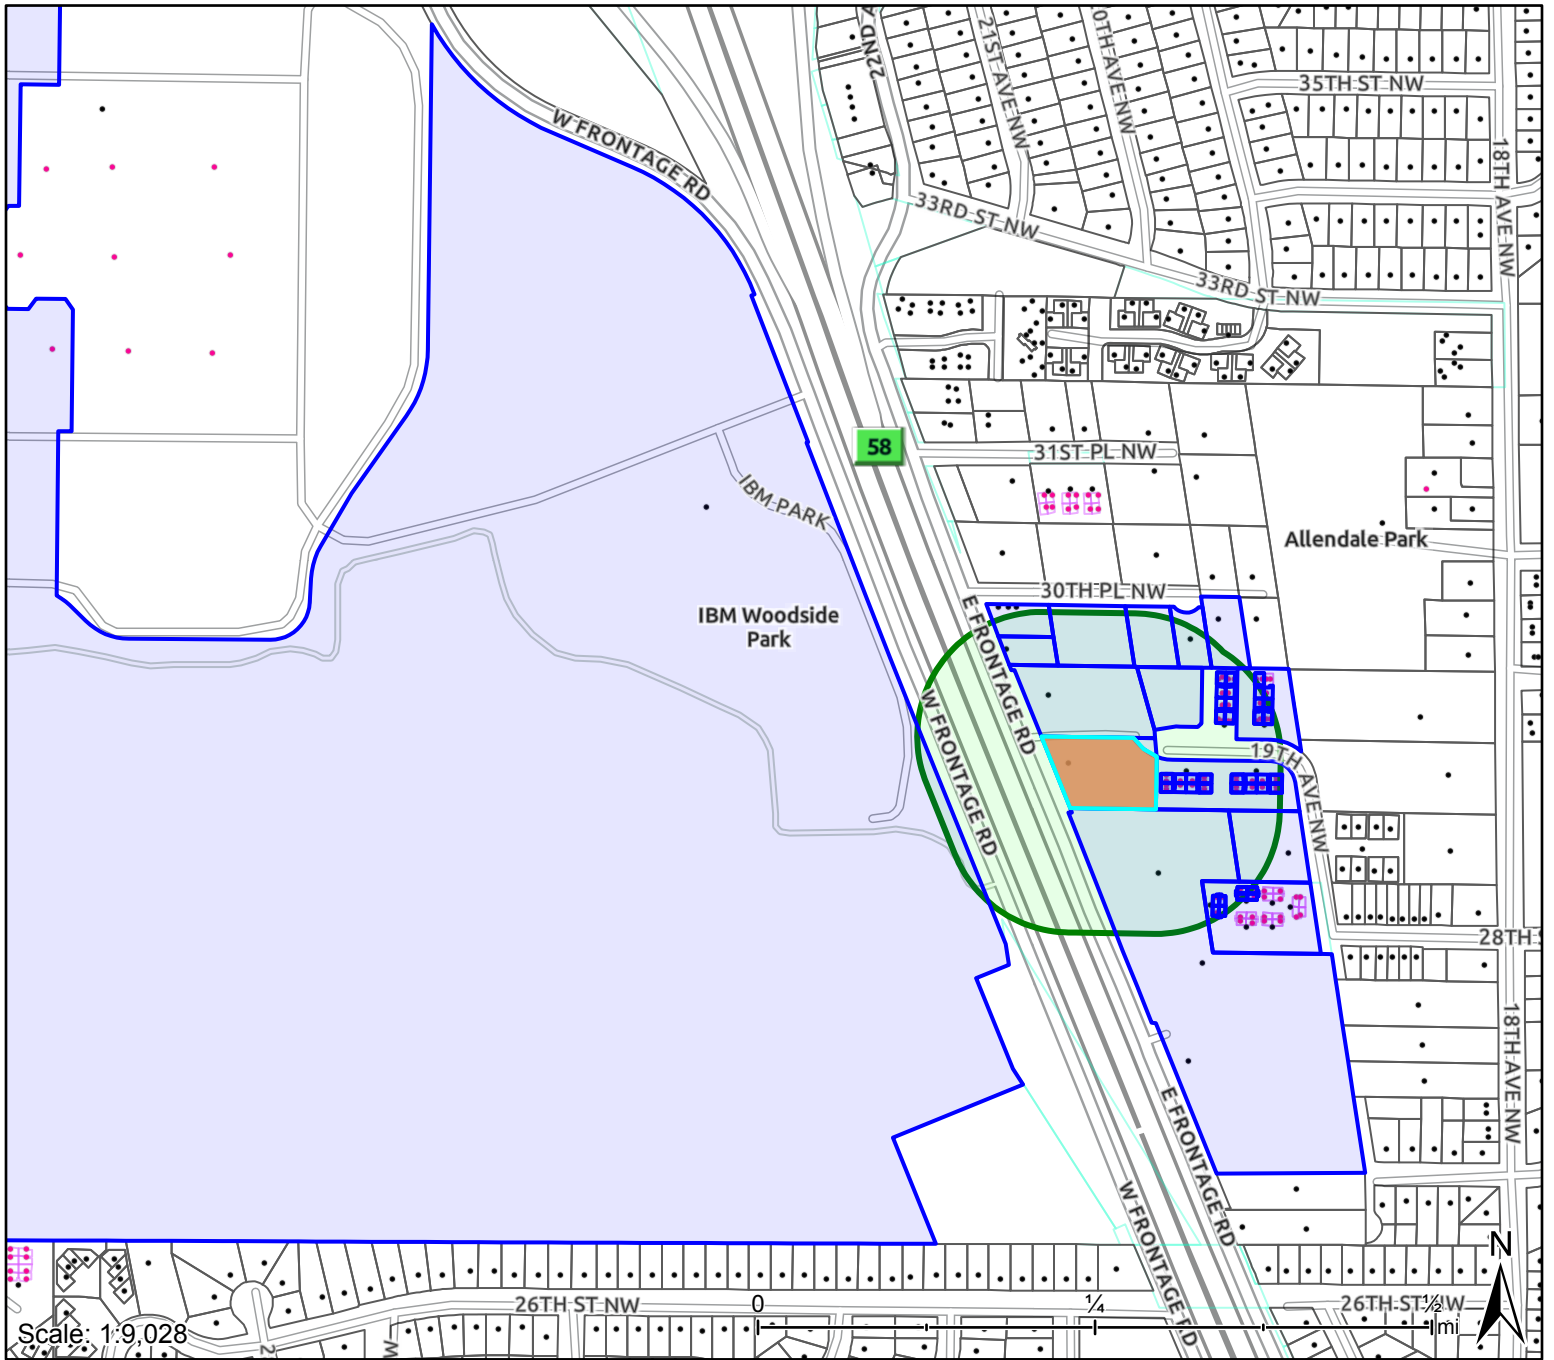 22ND A
21ST AVE NW
20TH AVE NW
35TH ST NW
18TH AVE NW
W FRONTAGE RD
33RD ST NW
33RD ST NW
58
31ST PL NW
IBM PARK
Allendale Park
30TH PL NW
IBM Woodside
Park
E FRONTAGE RD
W FRONTAGE RD
19TH AVE NW
28TH S
18TH AVE NW
E FRONTAGE RD
W FRONTAGE RD
N
26TH ST NW
0
¼
26TH ST NW
½
mi
Scale: 1:9,028
2
M